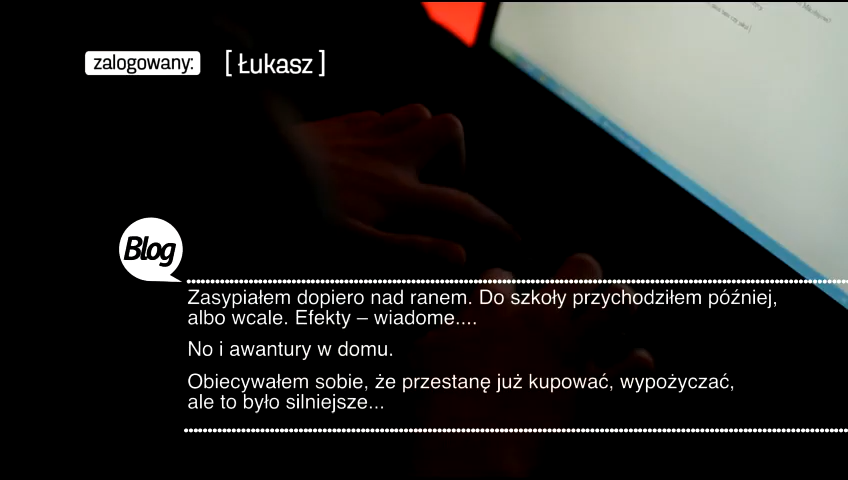 zalogowany: [ Łukasz ]
Blog
Zasypiałem dopiero nad ranem. Do szkoły przychodziłem później,
albo wcale. Efekty – wiadome....
No i awantury w domu.
Obiecywałem sobie, że przestanę już kupować, wypożyczać,
ale to było silniejsze...